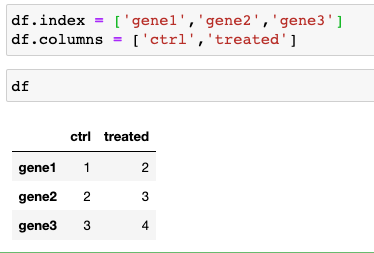 df.index = ['gene1','gene2','gene3']
df.columns = ['ctrl','treated']
df
ctrl treated
gene1 1 2
gene2 2 3
gene3 3 4